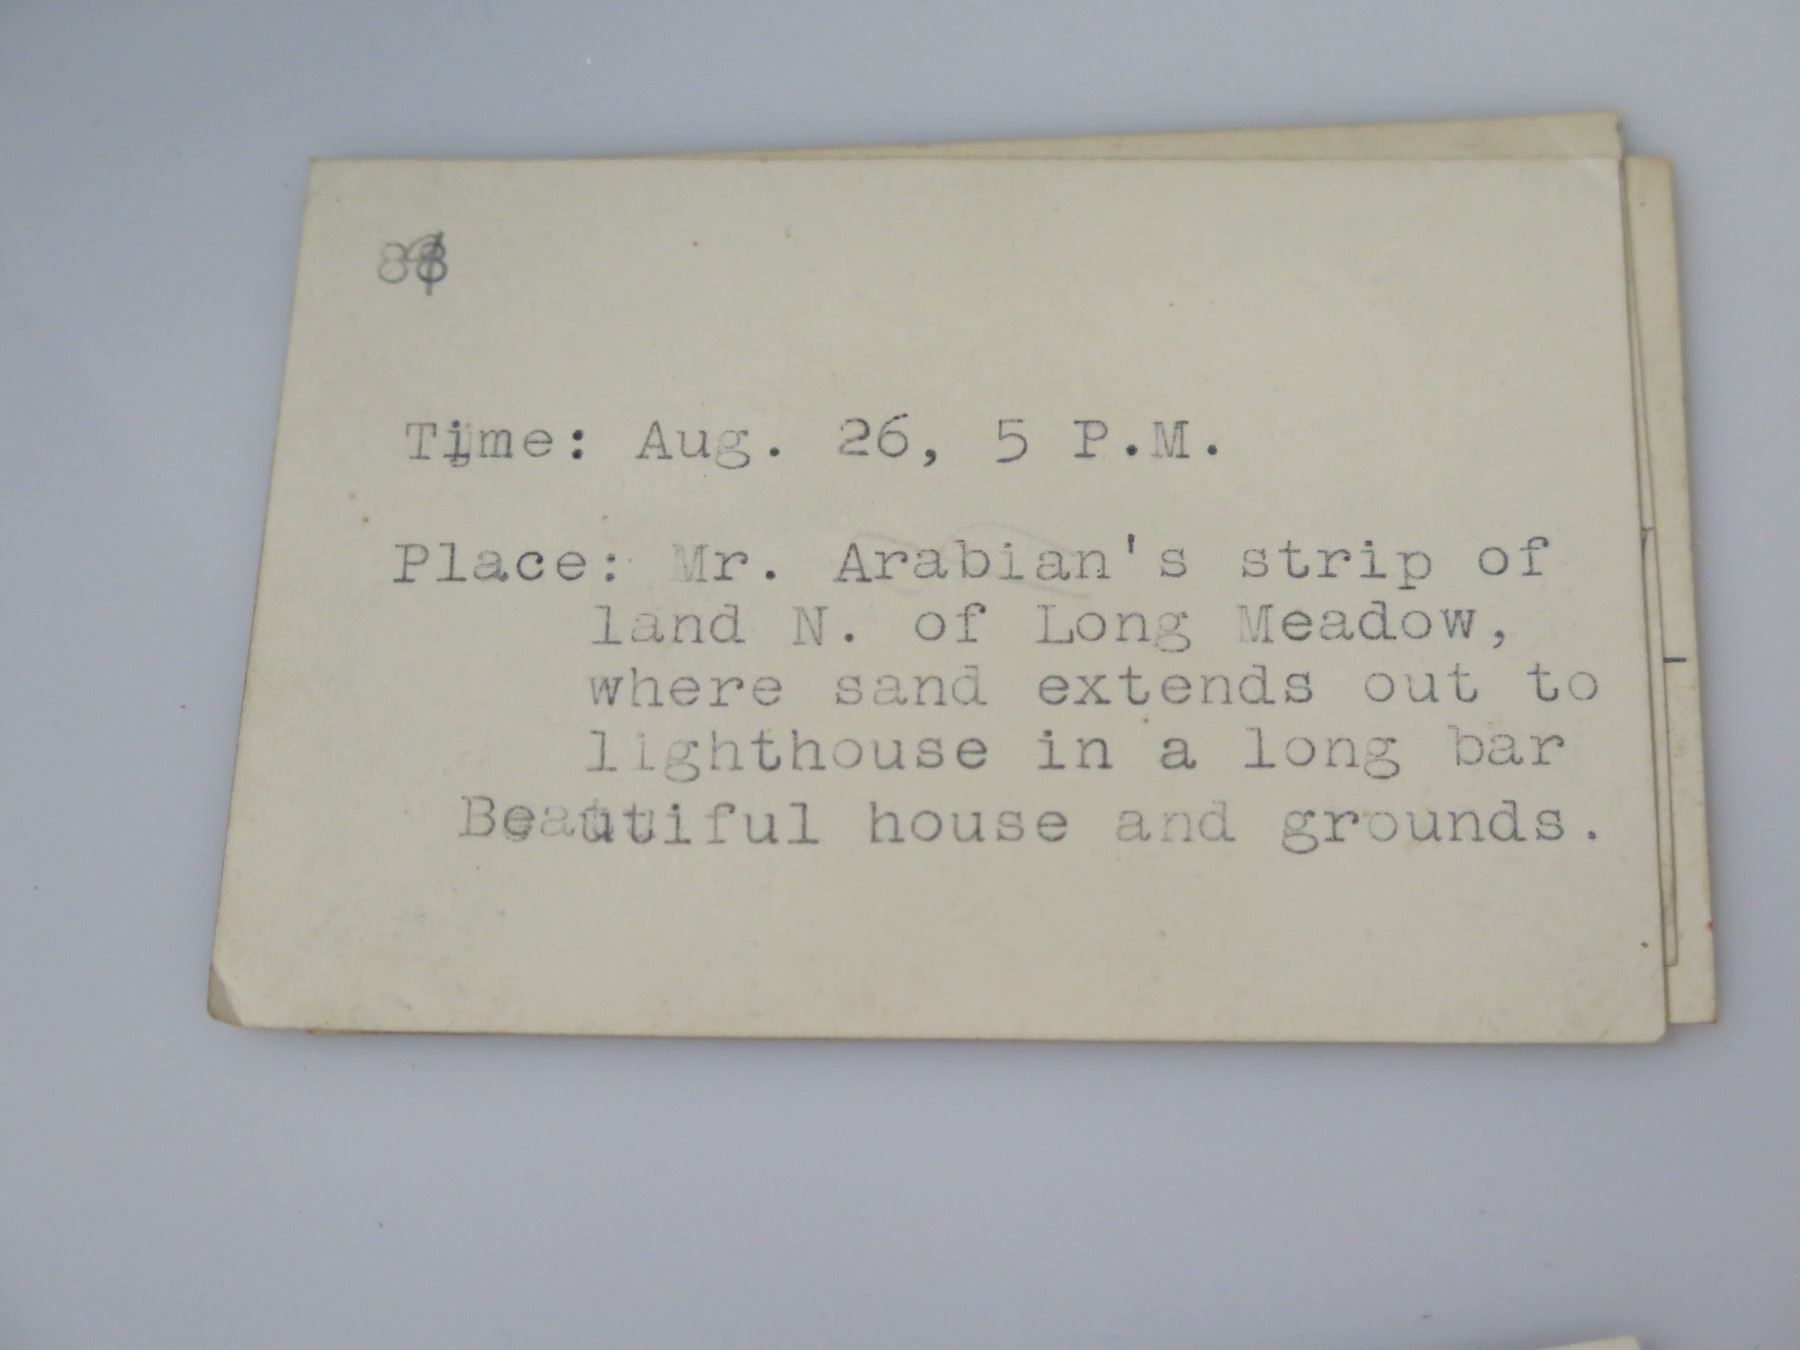 Time: Aug. 26, 5 P.M.
Place: Mr. Arabian's strip of
land N. of Long Meadow,
where sand extends out to
lighthouse in a long bar
Beautiful house and grounds.